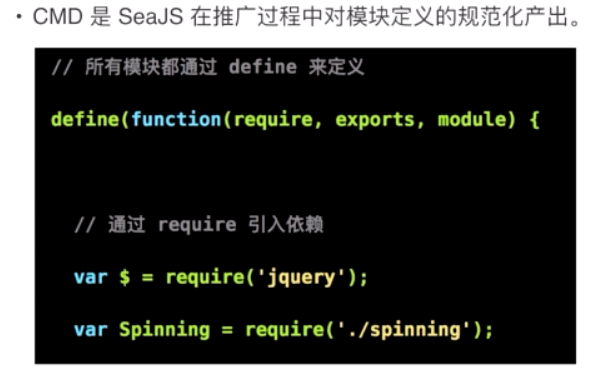 • CMD 是 SeaJS 在推广过程中对模块定义的规范化产出。
// 所有模块都通过 define 来定义
define(function(require, exports, module) {
// 通过 require 引入依赖
var $ = require('jquery');
var Spinning = require('./spinning');